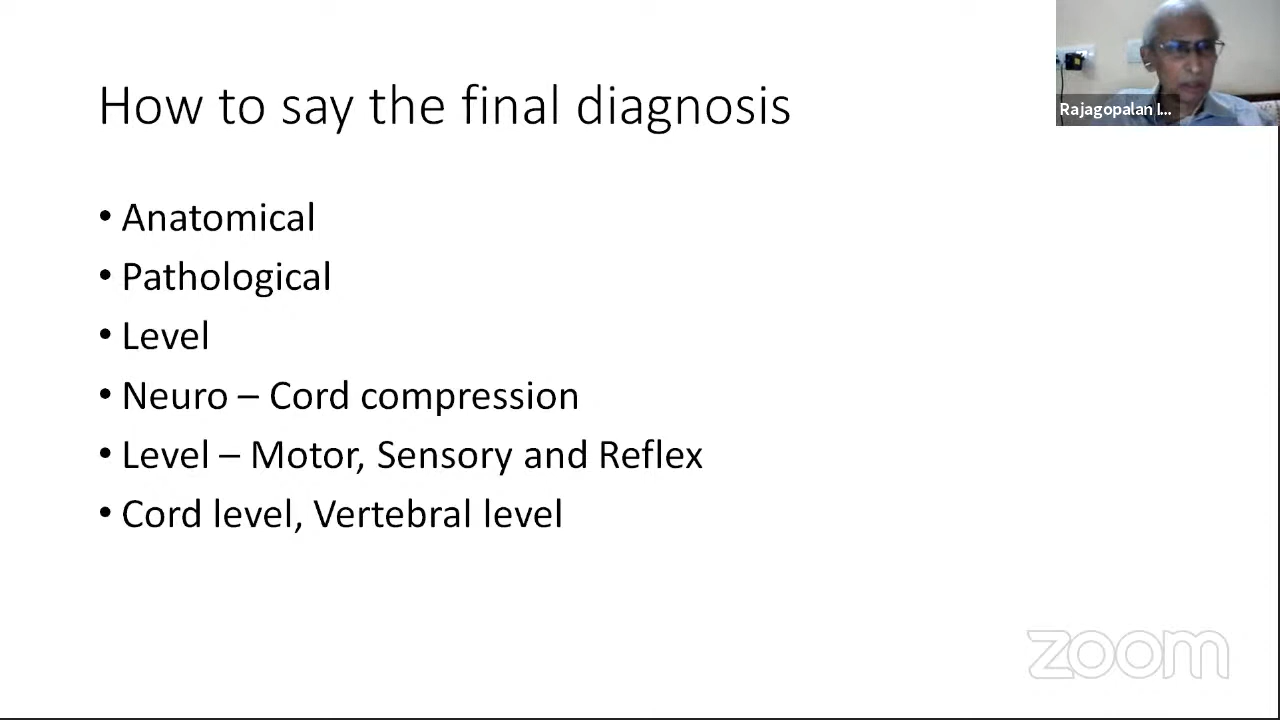 How to say the final diagnosis
Rajagopalan I...
• Anatomical
• Pathological
• Level
• Neuro – Cord compression
• Level – Motor, Sensory and Reflex
• Cord level, Vertebral level
zoom